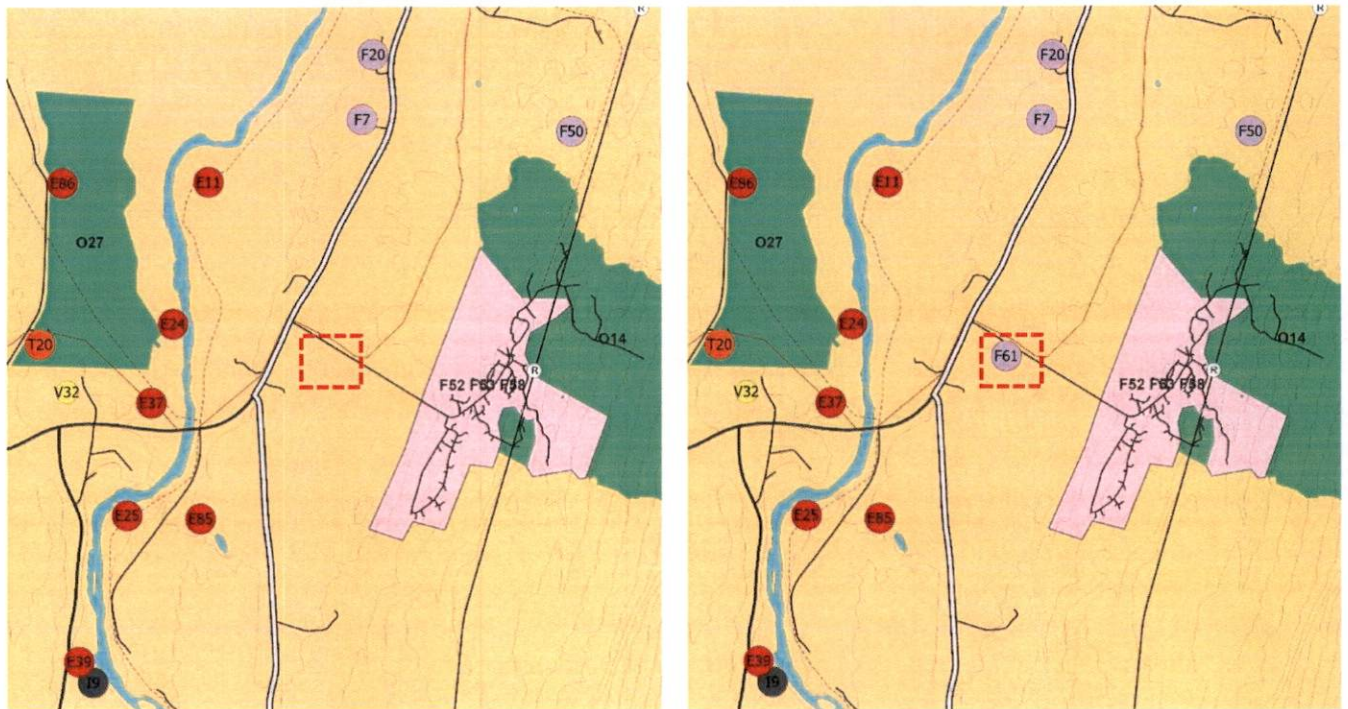 R
F20
F7
F50
E86
E11
O27
E24
T20
O14
F52 F53 F58
R
V32
E37
E25
E85
E39
I9
R
F20
F7
F50
E86
E11
O27
E24
T20
F61
O14
F52 F53 F58
R
V32
E37
E25
E85
E39
I9